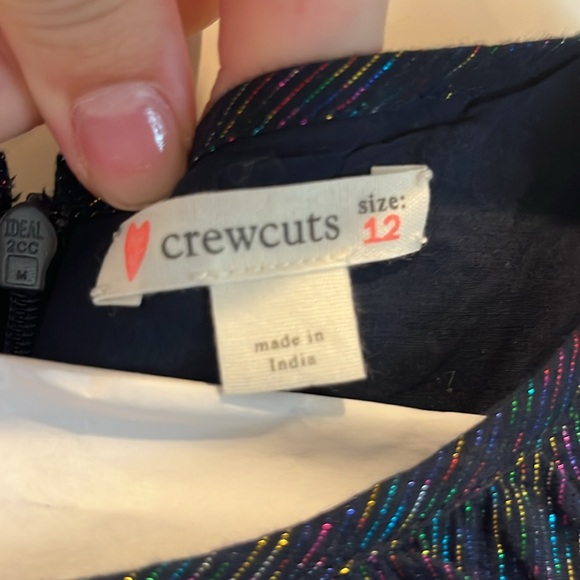 crewcuts
size:
12
made in
India
IDEAL
2CC
M